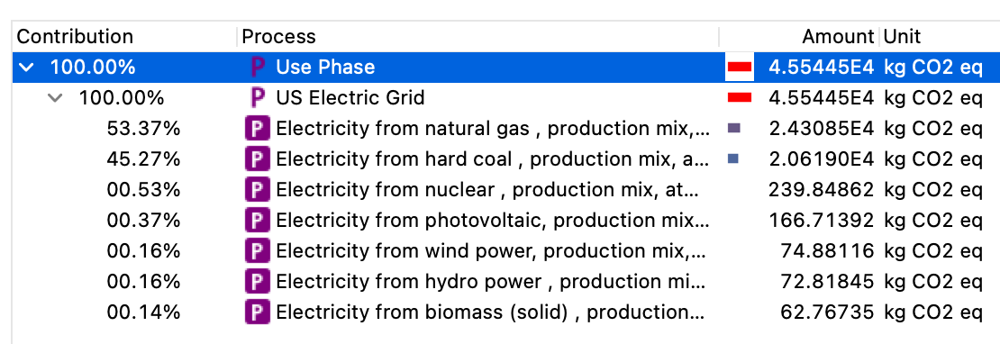 Contribution Process Amount Unit
100.00% P Use Phase 4.55445E4 kg CO2 eq
100.00% P US Electric Grid 4.55445E4 kg CO2 eq
53.37% P Electricity from natural gas , production mix,... 2.43085E4 kg CO2 eq
45.27% P Electricity from hard coal , production mix, a... 2.06190E4 kg CO2 eq
00.53% P Electricity from nuclear , production mix, at... 239.84862 kg CO2 eq
00.37% P Electricity from photovoltaic, production mix... 166.71392 kg CO2 eq
00.16% P Electricity from wind power, production mix,... 74.88116 kg CO2 eq
00.16% P Electricity from hydro power , production mi... 72.81845 kg CO2 eq
00.14% P Electricity from biomass (solid) , production... 62.76735 kg CO2 eq